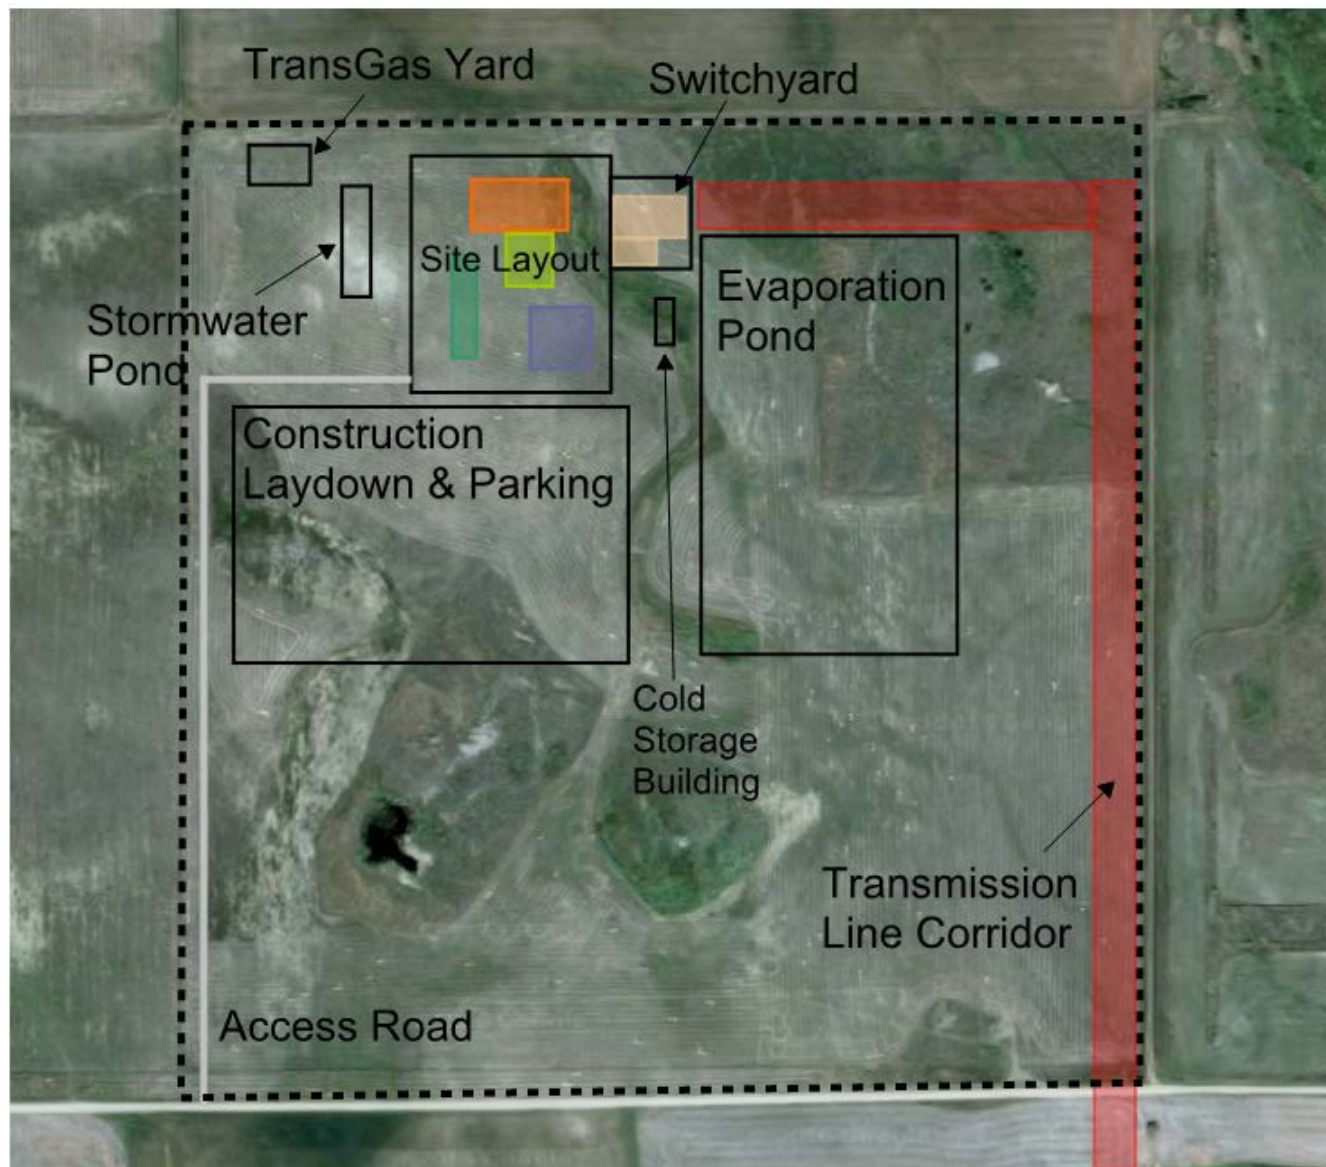 TransGas Yard
Switchyard
Site Layout
Evaporation
Pond
Stormwater
Pond
Construction
Laydown & Parking
Cold
Storage
Building
Transmission
Line Corridor
Access Road